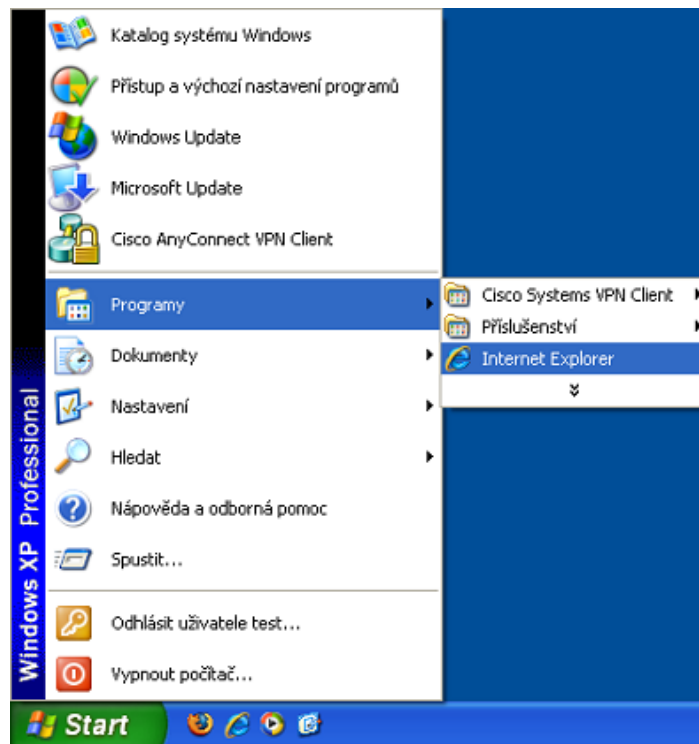 Katalog systému Windows
Přístup a výchozí nastavení programů
Windows Update
Microsoft Update
Cisco AnyConnect VPN Client
Programy
Cisco Systems VPN Client
Příslušenství
Internet Explorer
Dokumenty
Nastavení
Hledat
Nápověda a odborná pomoc
Spustit...
Odhlásit uživatele test...
Vypnout počítač...
Windows XP Professional
Start